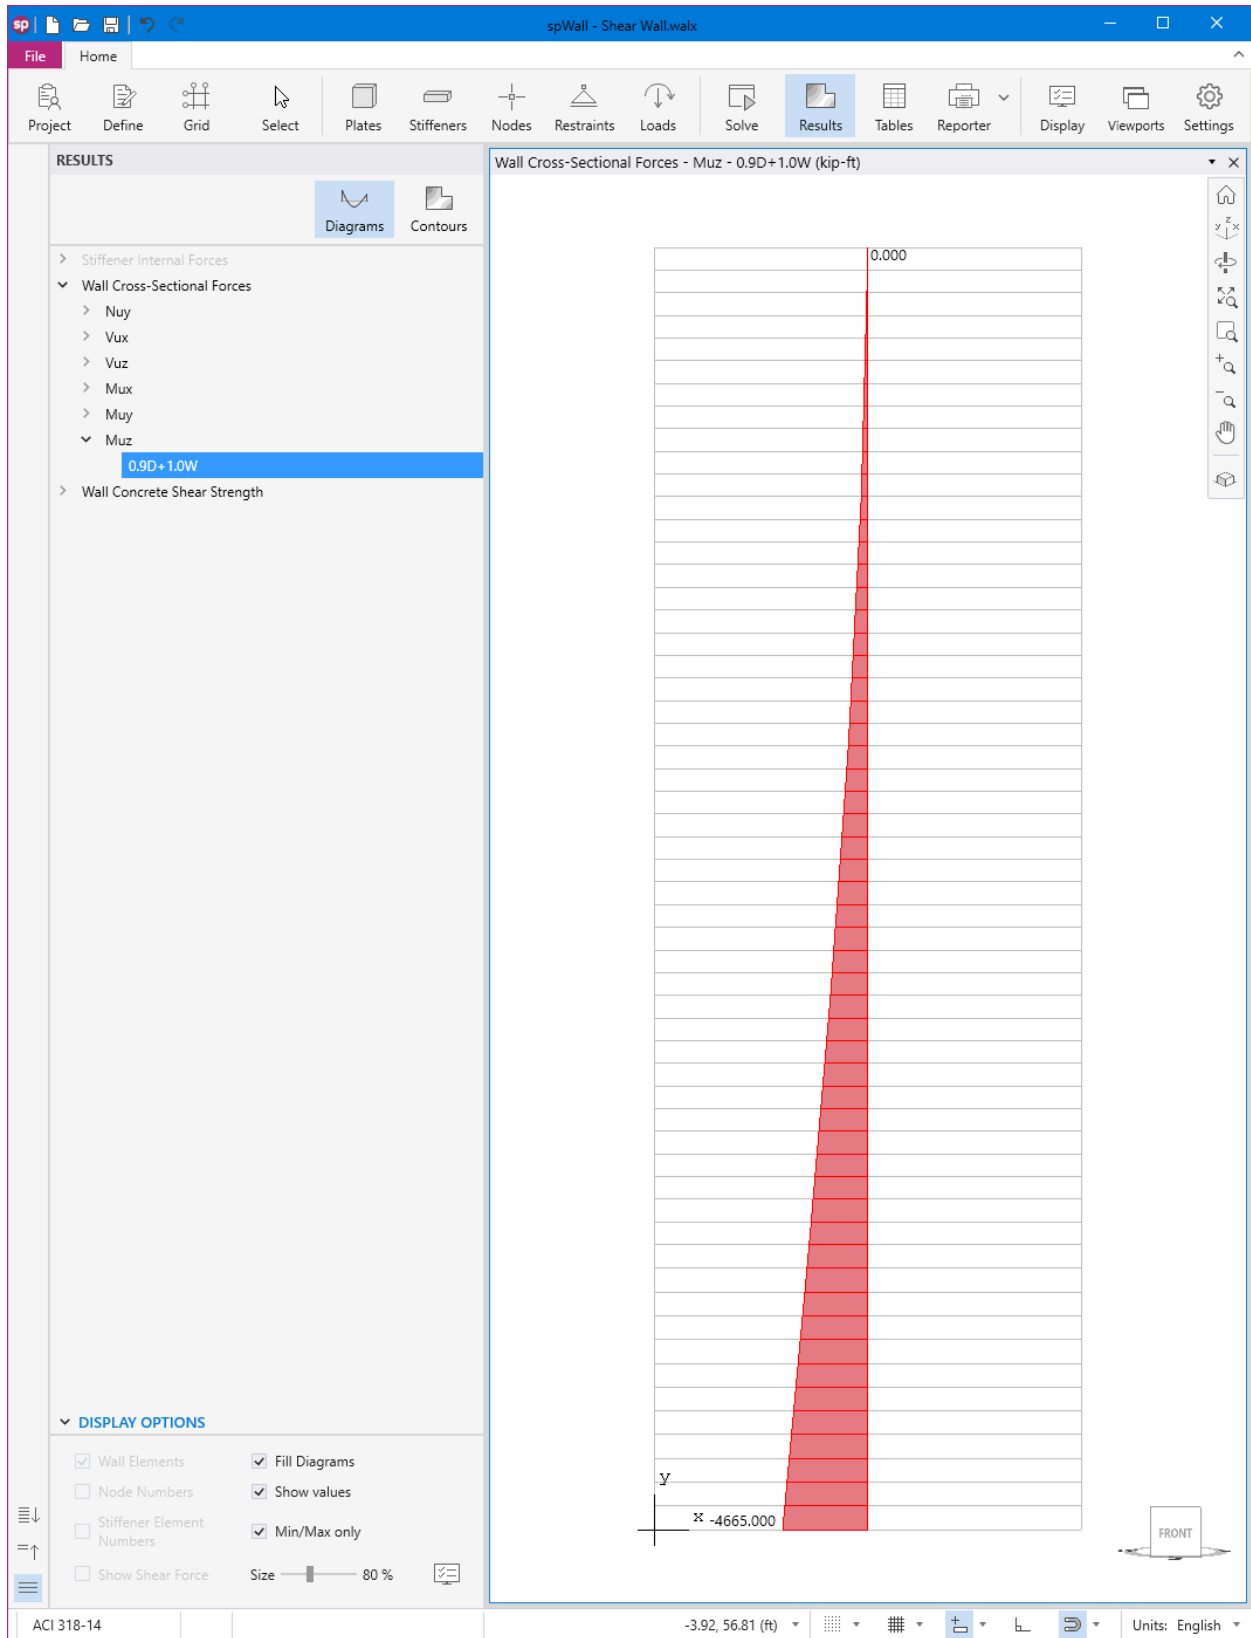 sp
spWall - Shear Wall.walx
File Home
Project Define Grid Select Plates Stiffeners Nodes Restraints Loads Solve Results Tables Reporter Display Viewports Settings
RESULTS
Diagrams Contours
Stiffener Internal Forces
Wall Cross-Sectional Forces
Nuy
Vux
Vuz
Mux
Muy
Muz
0.9D+1.0W
Wall Concrete Shear Strength
DISPLAY OPTIONS
Wall Elements Fill Diagrams
Node Numbers Show values
Stiffener Element
Numbers
Min/Max only
Show Shear Force Size 80 %
Wall Cross-Sectional Forces - Muz - 0.9D+1.0W (kip-ft)
z
y x
0.000
y
x -4665.000
FRONT
ACI 318-14 -3.92, 56.81 (ft) Units: English